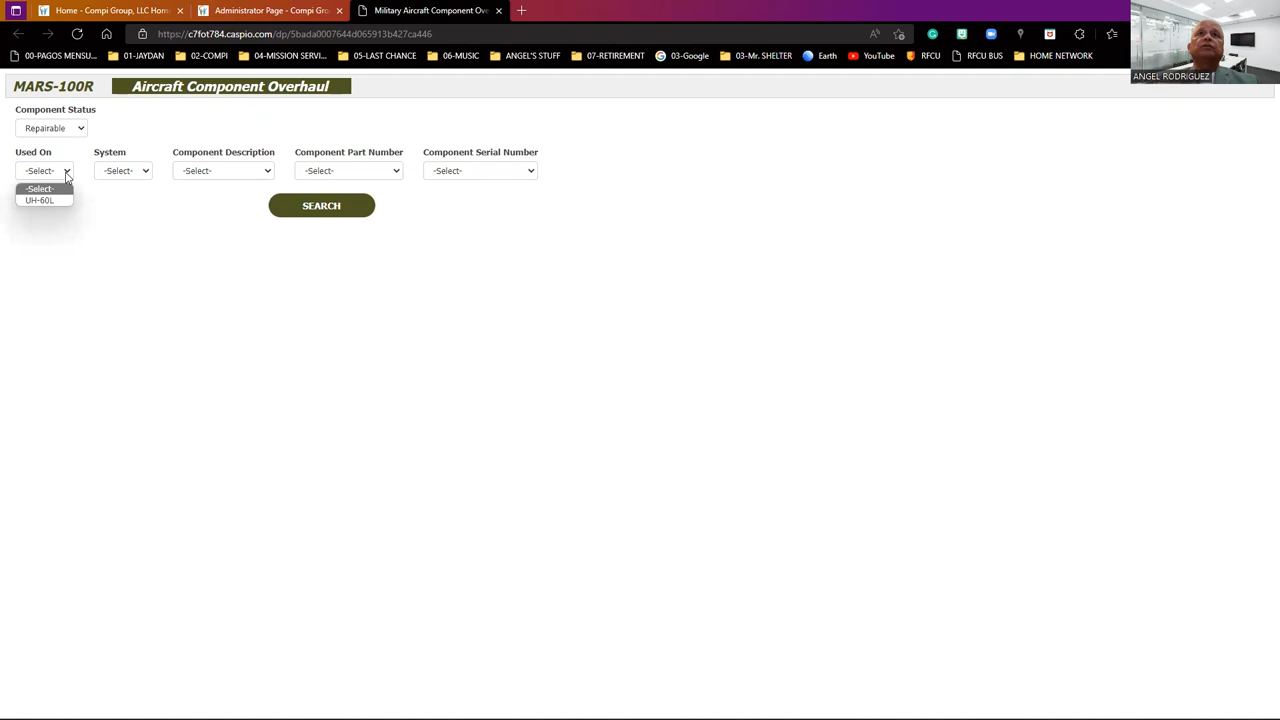 Home - Compi Group, LLC Hom
Administrator Page - Compi Gro
Military Aircraft Component Ov
https://c7fot784.caspio.com/dp/5bada0007644d065913b427ca446
00-PAGOS MENSU... 01-JAYDAN 02-COMPI 04-MISSION SERVI... 05-LAST CHANCE 06-MUSIC ANGEL'S STUFF 07-RETIREMENT 03-Google 03-Mr. SHELTER Earth YouTube RFCU RFCU BUS HOME NETWORK
ANGEL RODRIGUEZ
MARS-100R Aircraft Component Overhaul
Component Status
Repairable
Used On System Component Description Component Part Number Component Serial Number
-Select- -Select- -Select- -Select- -Select-
-Select-
UH-60L
SEARCH